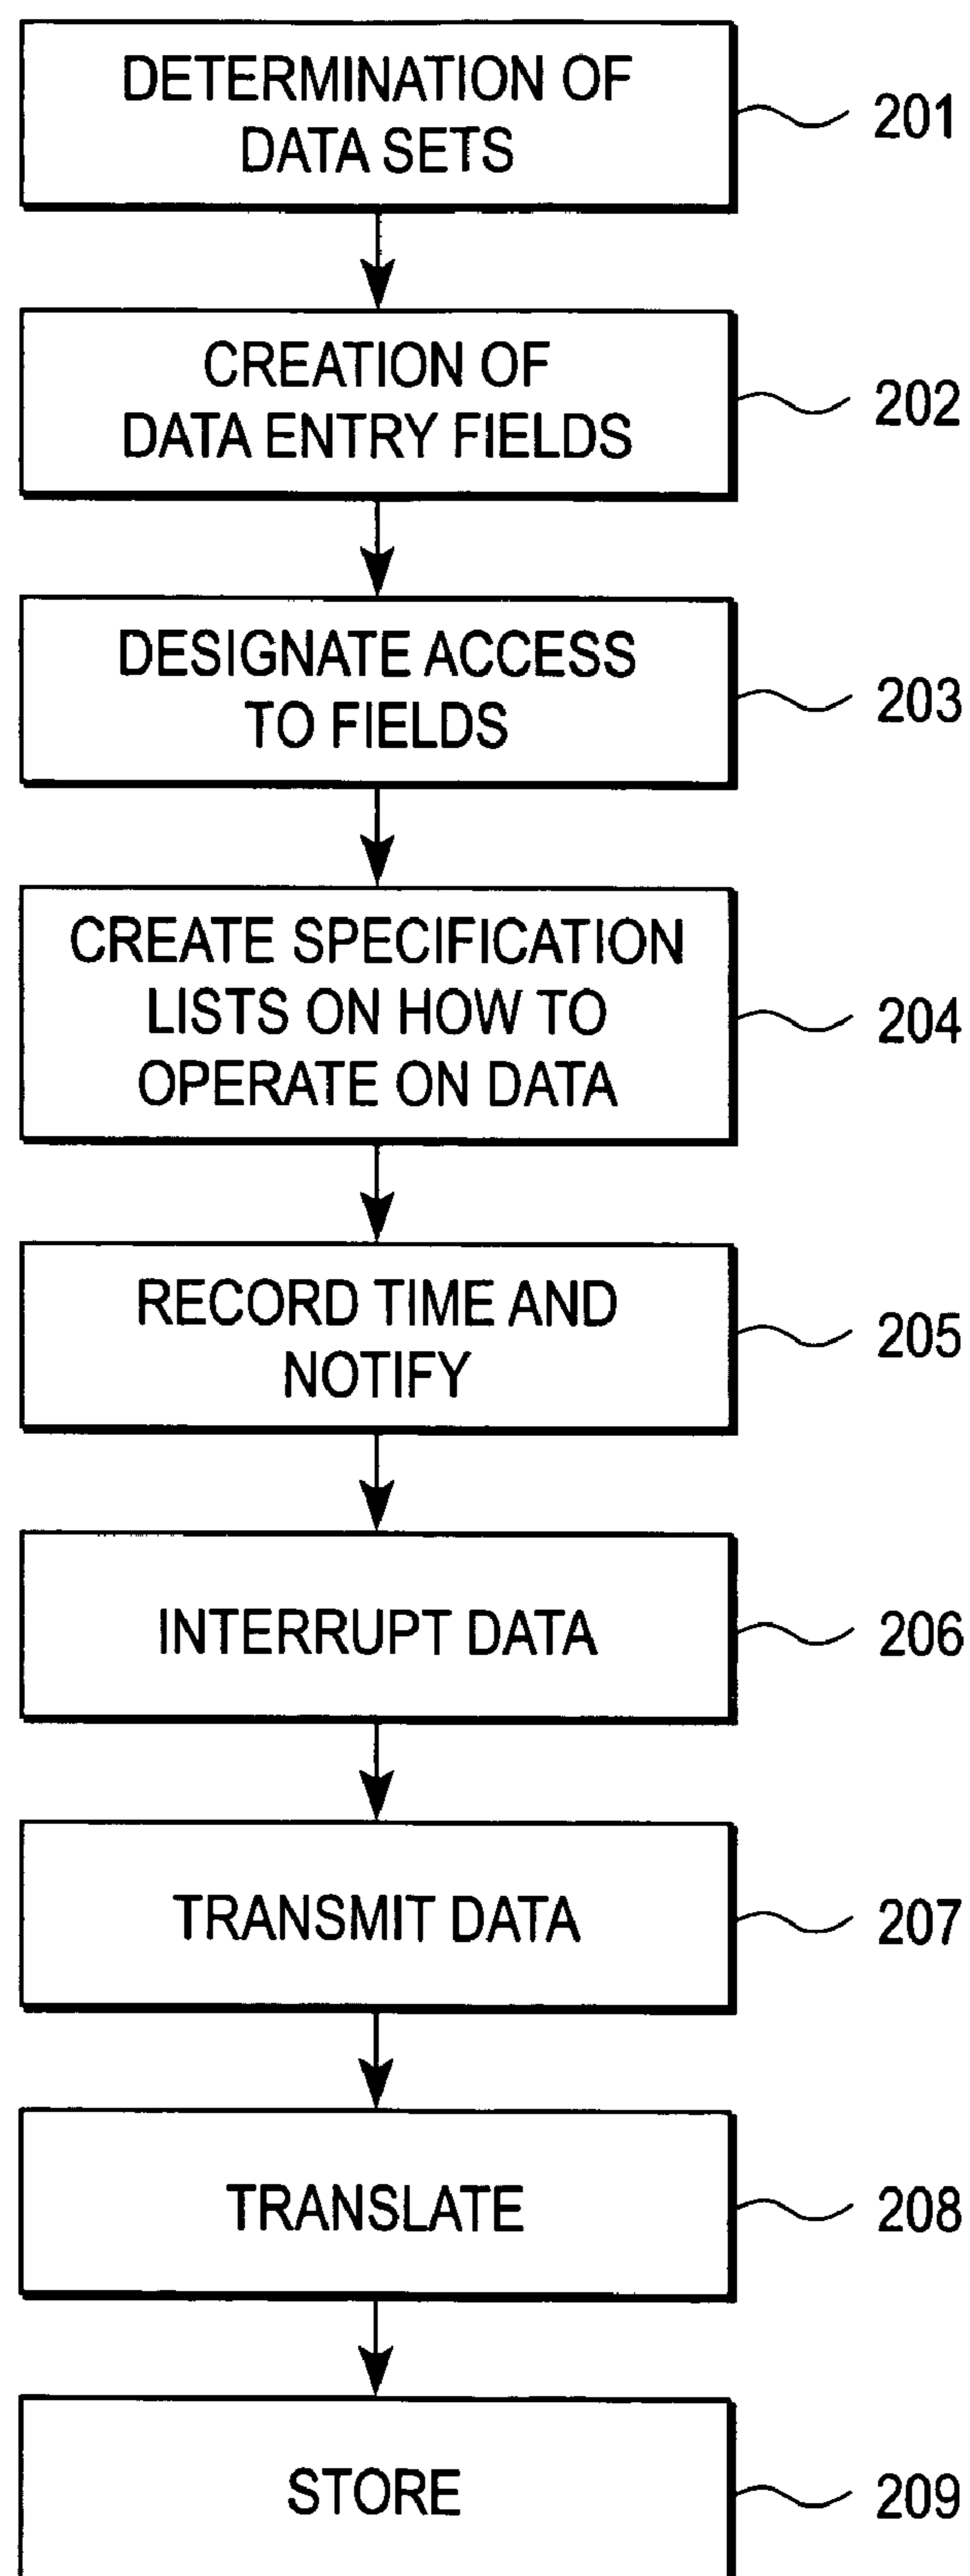 DETERMINATION OF
DATA SETS
201
CREATION OF
DATA ENTRY FIELDS
202
DESIGNATE ACCESS
TO FIELDS
203
CREATE SPECIFICATION
LISTS ON HOW TO
OPERATE ON DATA
204
RECORD TIME AND
NOTIFY
205
INTERRUPT DATA
206
TRANSMIT DATA
207
TRANSLATE
208
STORE
209